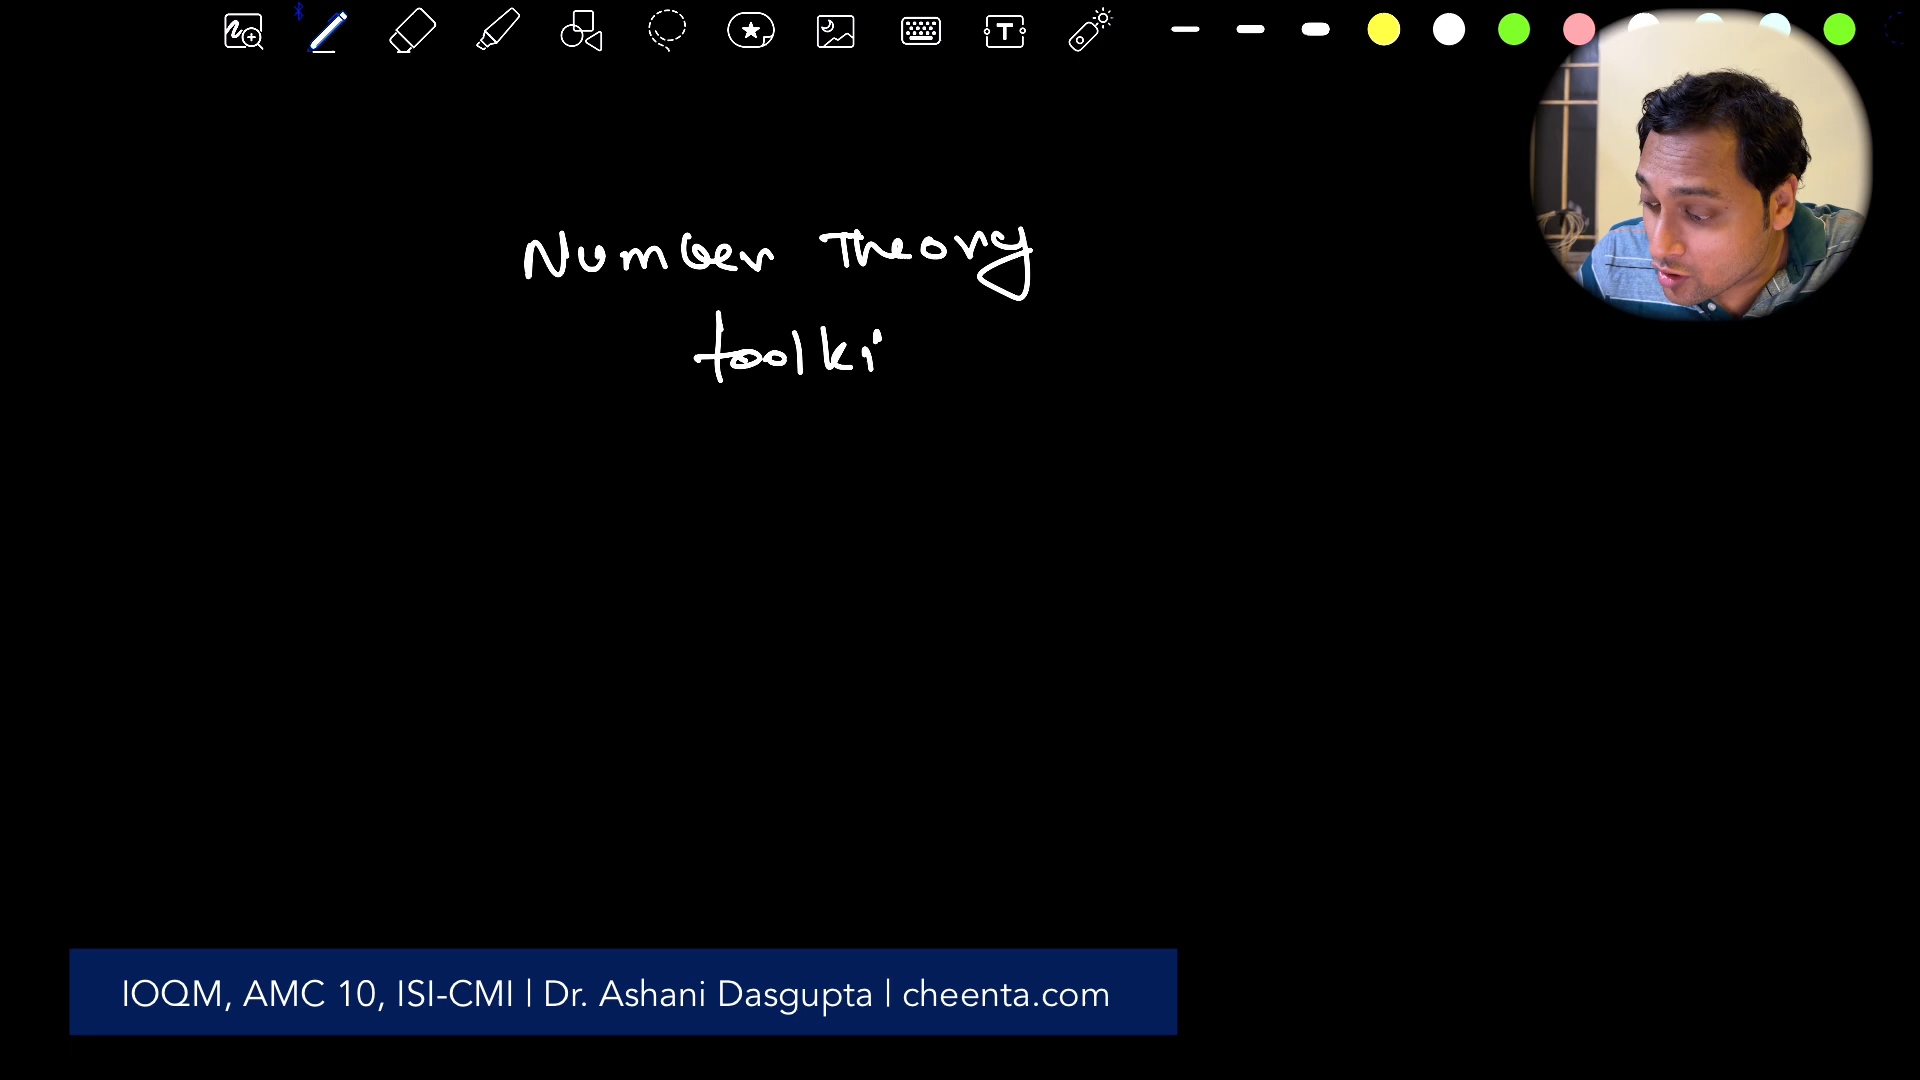 Number Theory
toolki
IOQM, AMC 10, ISI-CMI | Dr. Ashani Dasgupta | cheenta.com